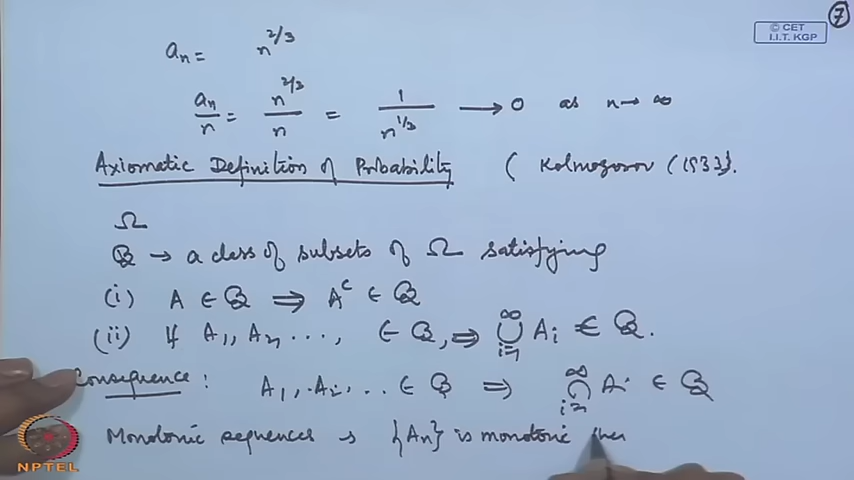 7
© CET
I.I.T. KGP
aₙ = n^{2/3}
aₙ/n = n^{2/3}/n = 1/n^{1/3} → 0 as n → ∞
Axiomatic Definition of Probability ( Kolmogorov (1933).
Ω
𝓑 → a class of subsets of Ω satisfying
(i) A ∈ 𝓑 ⟹ Aᶜ ∈ 𝓑
(ii) If A₁, A₂, ..., ∈ 𝓑, ⟹ ⋃_{i=1}^{∞} Aᵢ ∈ 𝓑.
Consequence : A₁, A₂, ... ∈ 𝓑 ⟹ ⋂_{i=1}^{∞} Aᵢ ∈ 𝓑
Monotonic sequences {Aₙ} is monotonic then
NPTEL